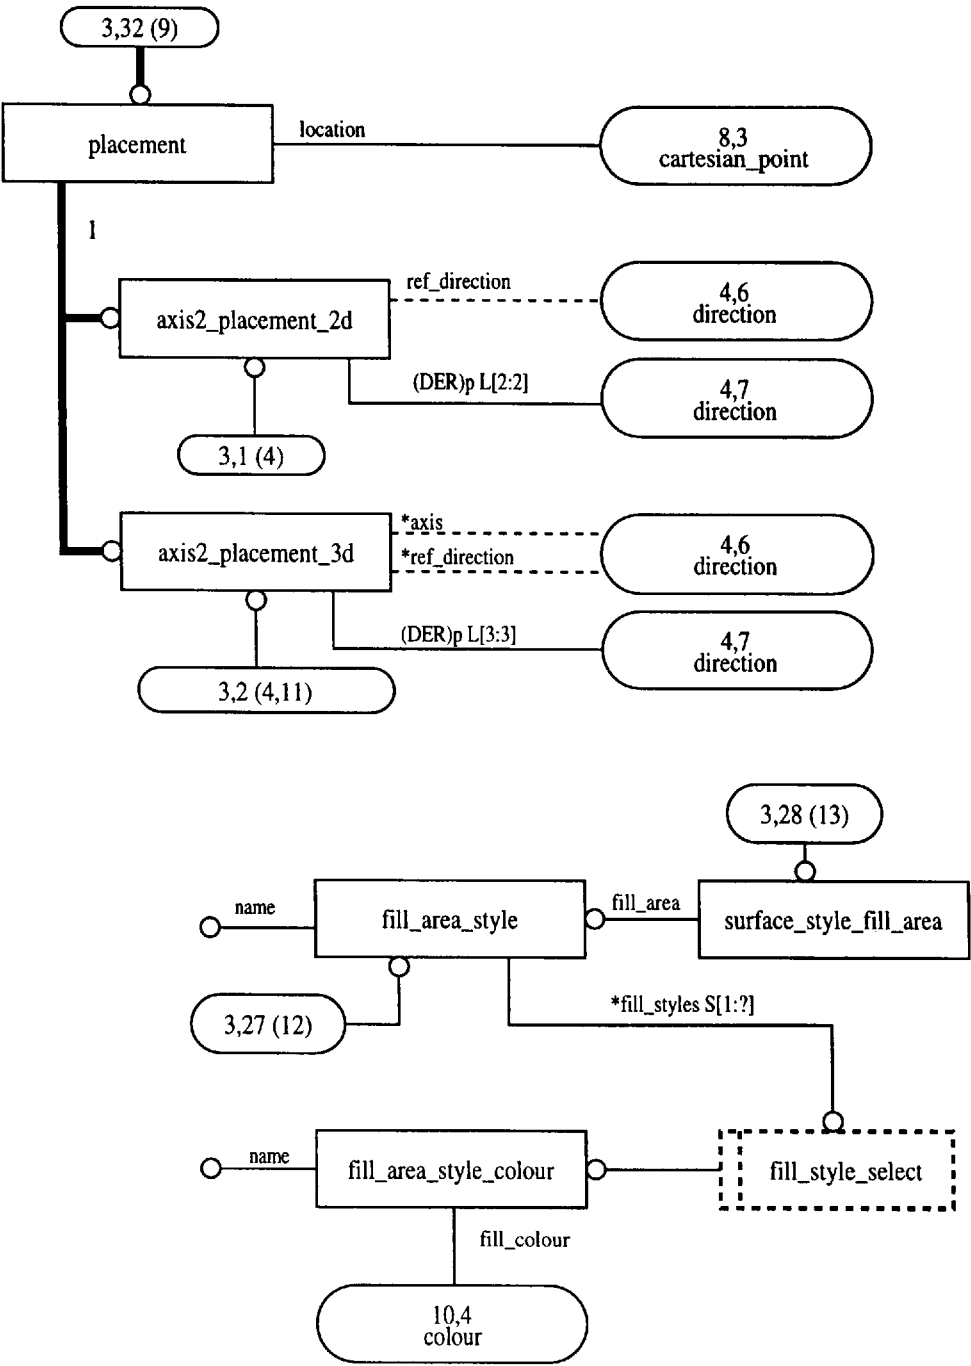 3,32 (9)
placement
location
8,3
cartesian_point
1
axis2_placement_2d
ref_direction
4,6
direction
(DER)p L[2:2]
4,7
direction
3,1 (4)
axis2_placement_3d
*axis
*ref_direction
4,6
direction
(DER)p L[3:3]
4,7
direction
3,2 (4,11)
3,28 (13)
name
fill_area_style
fill_area
surface_style_fill_area
3,27 (12)
*fill_styles S[1:?]
name
fill_area_style_colour
fill_style_select
fill_colour
10,4
colour